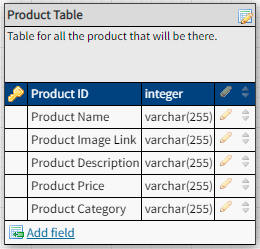 Product Table
Table for all the product that will be there.
Product ID integer
Product Name varchar(255)
Product Image Link varchar(255)
Product Description varchar(255)
Product Price varchar(255)
Product Category varchar(255)
Add field